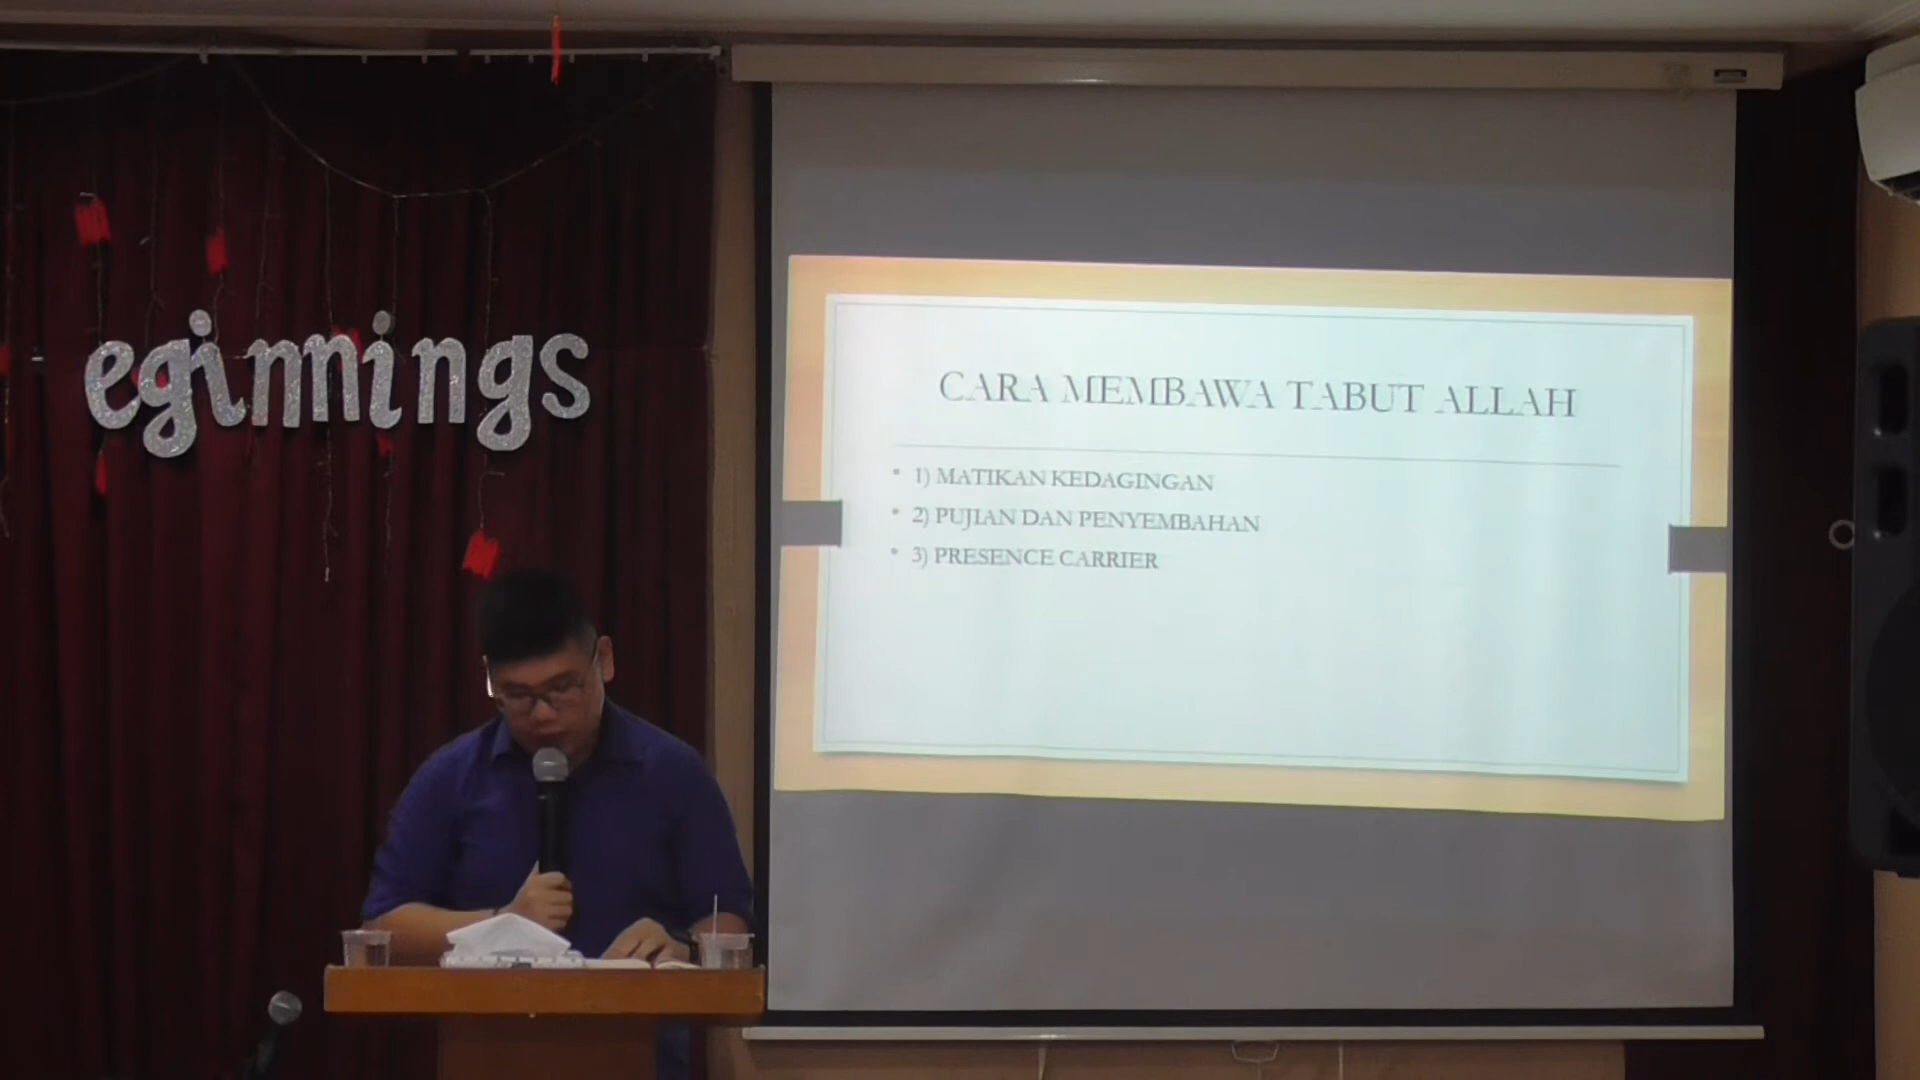 eginnings
CARA MEMBAWA TABUT ALLAH
• 1) MATIKAN KEDAGINGAN
• 2) PUJIAN DAN PENYEMBAHAN
• 3) PRESENCE CARRIER